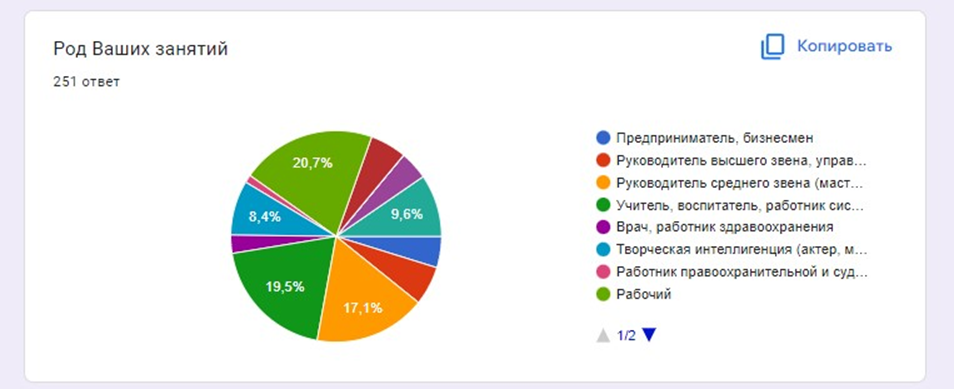 Род Ваших занятий
Копировать
251 ответ
20,7%
8,4%
9,6%
19,5%
17,1%
Предприниматель, бизнесмен
Руководитель высшего звена, управ...
Руководитель среднего звена (маст...
Учитель, воспитатель, работник сис...
Врач, работник здравоохранения
Творческая интеллигенция (актер, м...
Работник правоохранительной и суд...
Рабочий
1/2